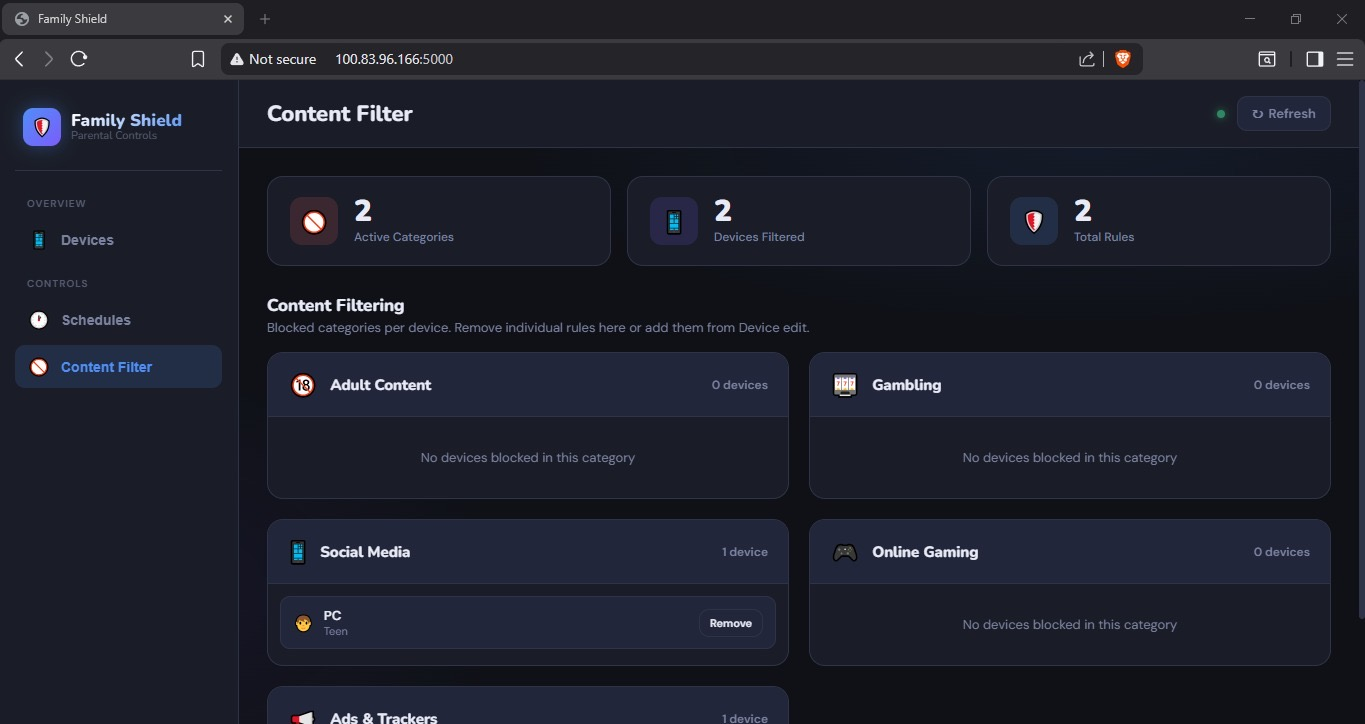 Family Shield
Not secure 100.83.96.166:5000
Family Shield
Parental Controls
OVERVIEW
Devices
CONTROLS
Schedules
Content Filter
Content Filter
↻ Refresh
2
Active Categories
2
Devices Filtered
2
Total Rules
Content Filtering
Blocked categories per device. Remove individual rules here or add them from Device edit.
18 Adult Content 0 devices
No devices blocked in this category
777 Gambling 0 devices
No devices blocked in this category
Social Media 1 device
PC
Teen
Remove
Online Gaming 0 devices
No devices blocked in this category
Ads & Trackers 1 device